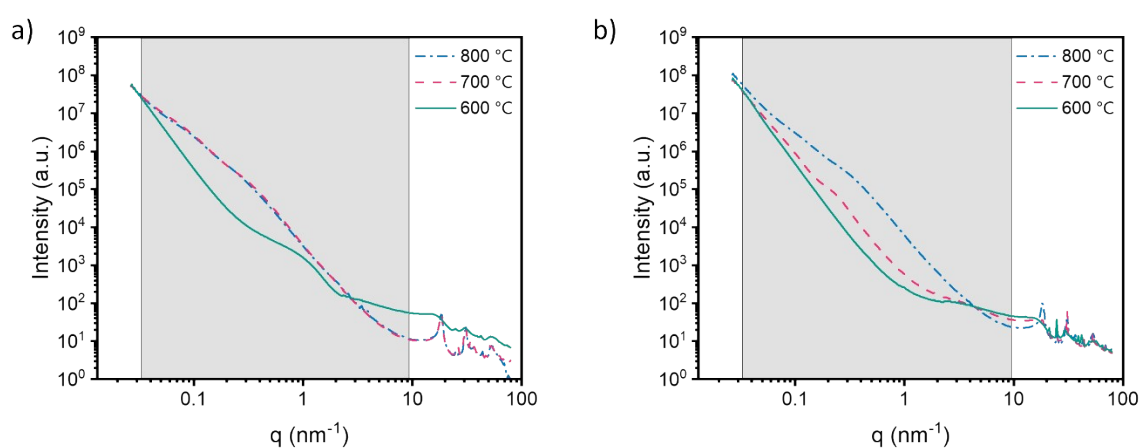 a)
10⁹
10⁸
10⁷
10⁶
10⁵
10⁴
10³
10²
10¹
10⁰
Intensity (a.u.)
800 °C
700 °C
600 °C
0.1 1 10 100
q (nm⁻¹)
b)
10⁹
10⁸
10⁷
10⁶
10⁵
10⁴
10³
10²
10¹
10⁰
Intensity (a.u.)
800 °C
700 °C
600 °C
0.1 1 10 100
q (nm⁻¹)